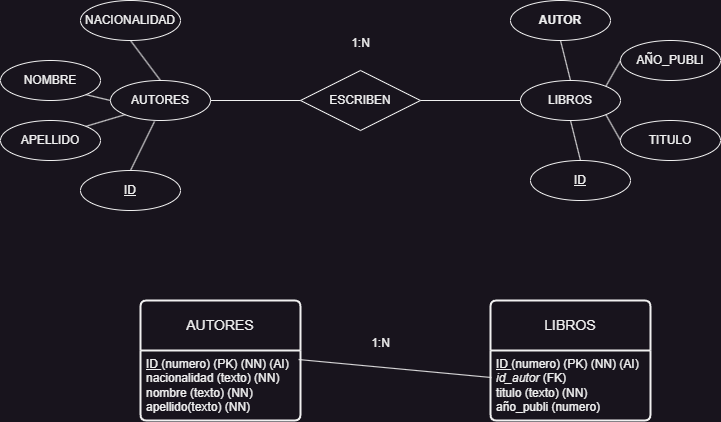 NACIONALIDAD
AUTOR
1:N
AÑO_PUBLI
NOMBRE
AUTORES
ESCRIBEN
LIBROS
APELLIDO
TITULO
ID
ID
AUTORES
LIBROS
1:N
ID (numero) (PK) (NN) (AI)
nacionalidad (texto) (NN)
nombre (texto) (NN)
apellido(texto) (NN)
ID (numero) (PK) (NN) (AI)
id_autor (FK)
titulo (texto) (NN)
año_publi (numero)